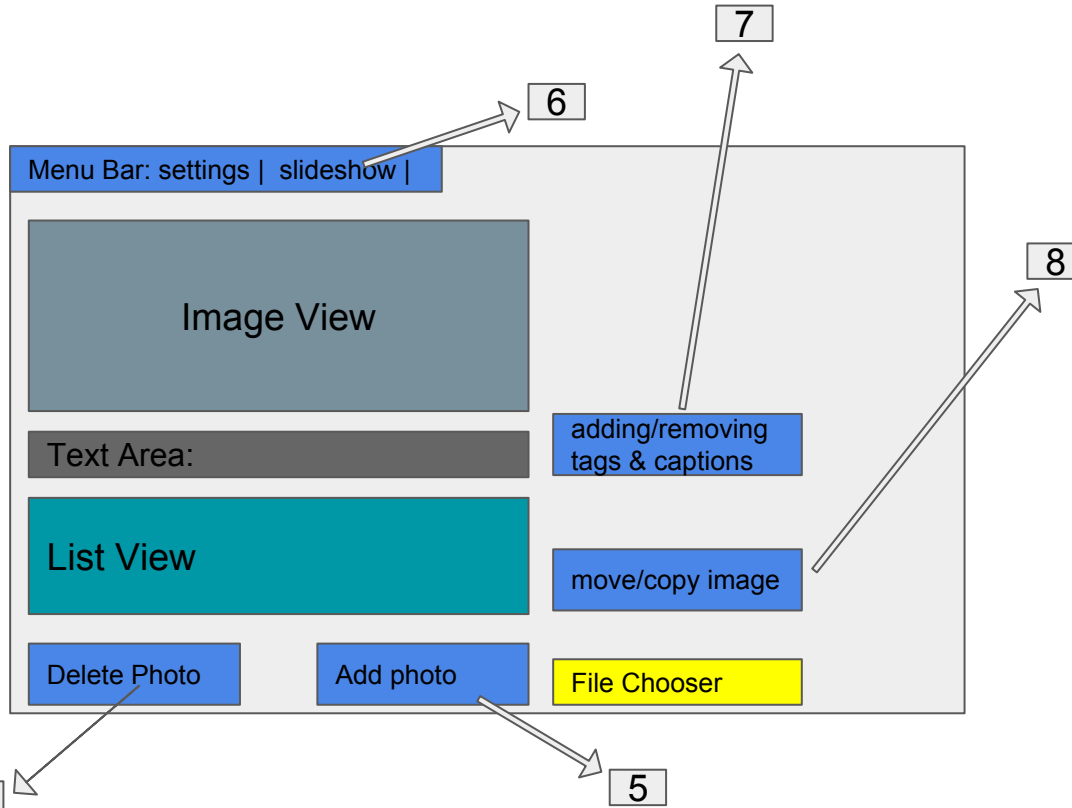 7
6
Menu Bar: settings | slideshow |
8
Image View
adding/removing
tags & captions
Text Area:
List View
move/copy image
Delete Photo
Add photo
File Chooser
5